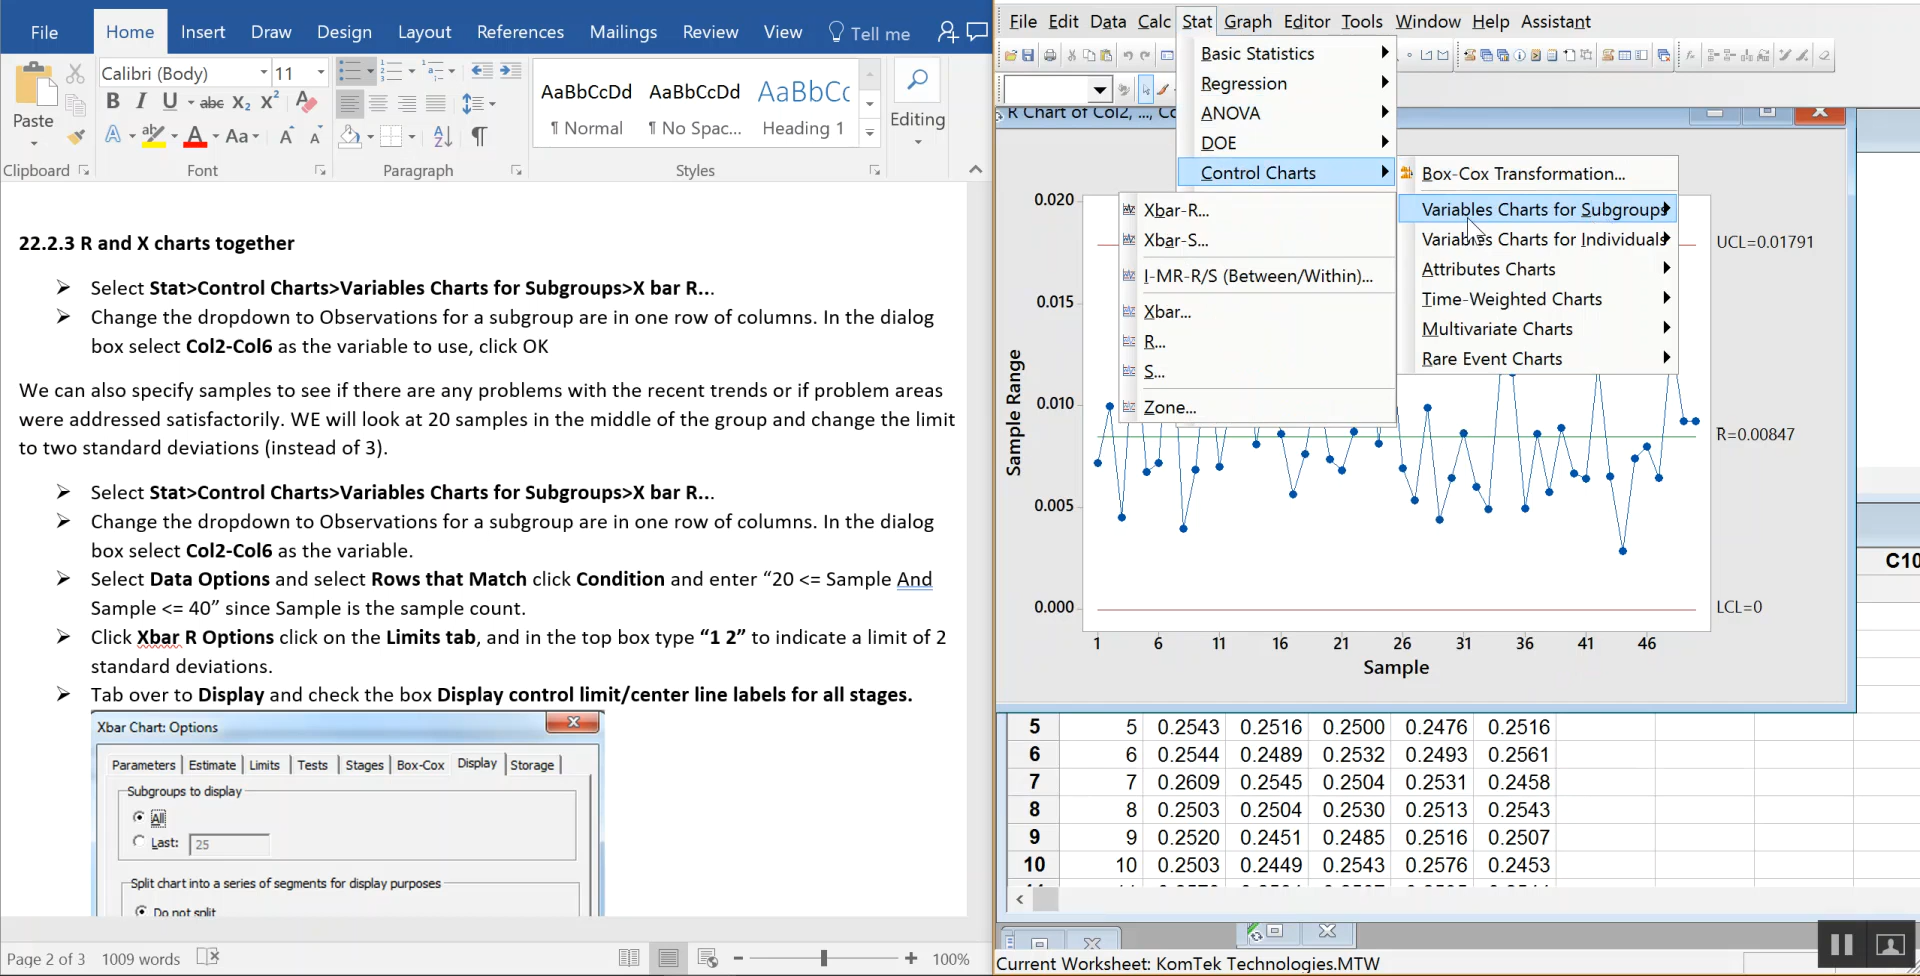 File Home Insert Draw Design Layout References Mailings Review View Tell me
Paste
Calibri (Body) 11
B I U abc X2 X2
A A Aa A A
AaBbCcDd AaBbCcDd AaBbCc
¶ Normal ¶ No Spac... Heading 1
Editing
Clipboard Font Paragraph Styles
22.2.3 R and X charts together
➢ Select Stat>Control Charts>Variables Charts for Subgroups>X bar R...
➢ Change the dropdown to Observations for a subgroup are in one row of columns. In the dialog
box select Col2-Col6 as the variable to use, click OK
We can also specify samples to see if there are any problems with the recent trends or if problem areas
were addressed satisfactorily. WE will look at 20 samples in the middle of the group and change the limit
to two standard deviations (instead of 3).
➢ Select Stat>Control Charts>Variables Charts for Subgroups>X bar R...
➢ Change the dropdown to Observations for a subgroup are in one row of columns. In the dialog
box select Col2-Col6 as the variable.
➢ Select Data Options and select Rows that Match click Condition and enter “20 <= Sample And
Sample <= 40” since Sample is the sample count.
➢ Click Xbar R Options click on the Limits tab, and in the top box type “1 2” to indicate a limit of 2
standard deviations.
➢ Tab over to Display and check the box Display control limit/center line labels for all stages.
Xbar Chart: Options
Parameters Estimate Limits Tests Stages Box-Cox Display Storage
Subgroups to display
All
Last: 25
Split chart into a series of segments for display purposes
Do not split
Page 2 of 3 1009 words 100%
File Edit Data Calc Stat Graph Editor Tools Window Help Assistant
Basic Statistics
Regression
ANOVA
DOE
Control Charts
R Chart of Col2, ...,
Box-Cox Transformation...
Variables Charts for Subgroups
Variables Charts for Individuals
Attributes Charts
Time-Weighted Charts
Multivariate Charts
Rare Event Charts
Xbar-R...
Xbar-S...
I-MR-R/S (Between/Within)...
Xbar...
R...
S...
Zone...
0.020
0.015
0.010
0.005
0.000
Sample Range
UCL=0.01791
R=0.00847
LCL=0
1 6 11 16 21 26 31 36 41 46
Sample
C10
5 5 0.2543 0.2516 0.2500 0.2476 0.2516
6 6 0.2544 0.2489 0.2532 0.2493 0.2561
7 7 0.2609 0.2545 0.2504 0.2531 0.2458
8 8 0.2503 0.2504 0.2530 0.2513 0.2543
9 9 0.2520 0.2451 0.2485 0.2516 0.2507
10 10 0.2503 0.2449 0.2543 0.2576 0.2453
Current Worksheet: KomTek Technologies.MTW